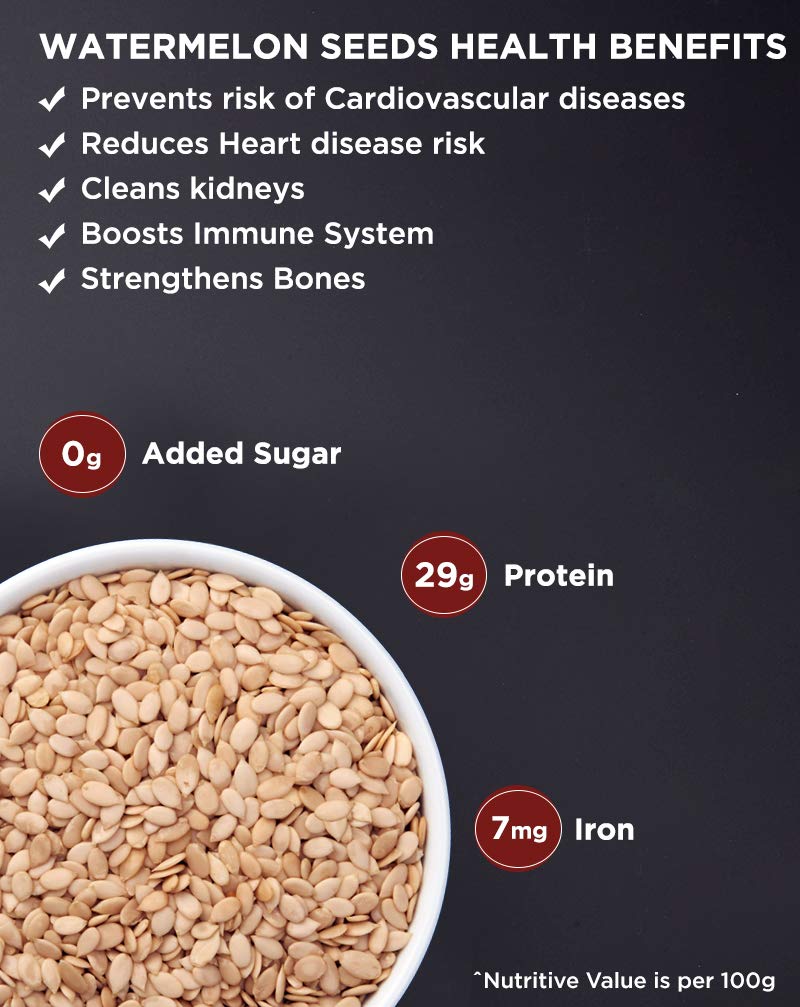 WATERMELON SEEDS HEALTH BENEFITS
Prevents risk of Cardiovascular diseases
Reduces Heart disease risk
Cleans kidneys
Boosts Immune System
Strengthens Bones
0g Added Sugar
29g Protein
7mg Iron
^Nutritive Value is per 100g